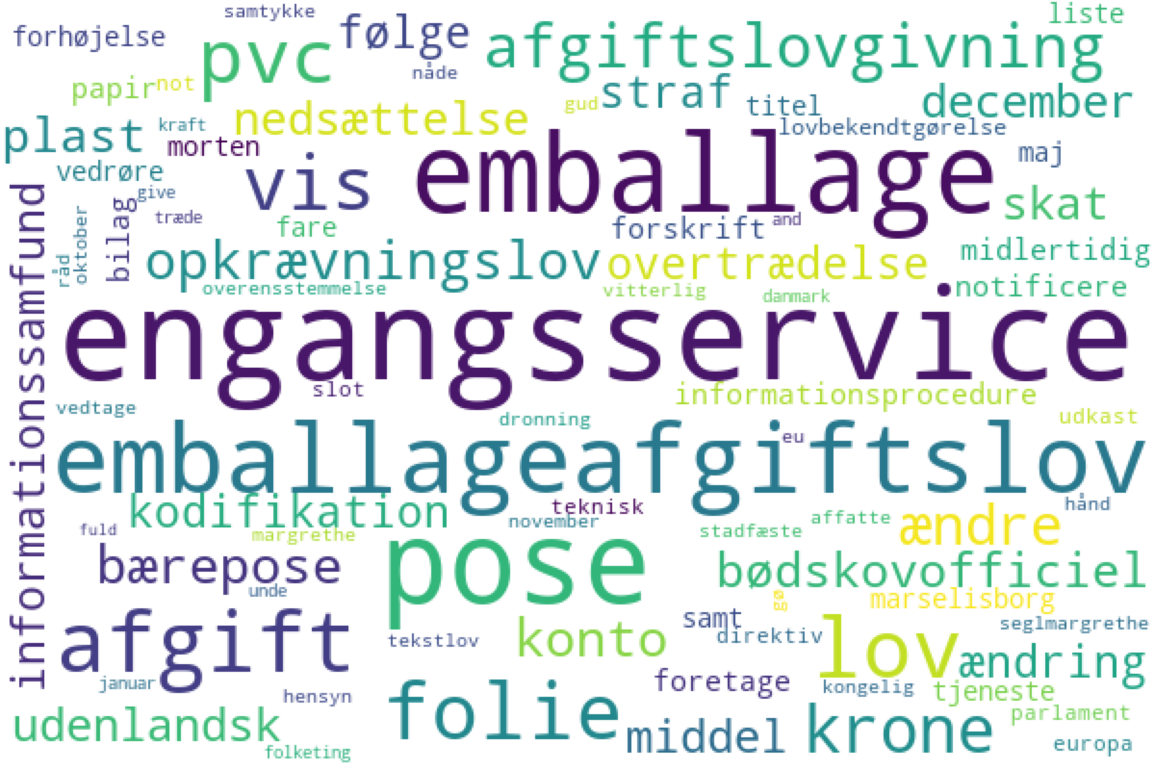 samtykke
liste
forhøjelse
pvc
følge
afgiftslovgivning
nåde
papir
not
straf
gud
titel
december
plast
kraft
nedsættelse
lovbekendtgørelse
morten
emballage
maj
vedrøre
vis
give
skat
træde
fare
forskrift
and
informationssamfund
råd
oktober
bilag
opkrævningslov
overtrædelse
midlertidig
overensstemmelse
vitterlig
danmark
notificere
engangsservice
slot
informationsprocedure
vedtage
dronning
udkast
emballageafgiftslov
eu
kodifikation
teknisk
november
hånd
fuld
margrethe
stadfæste
affatte
ændre
bærepose
pose
bødskovofficiel
unde
gø
marselisborg
afgift
tekstlov
konto
samt
direktiv
lov
seglmargrethe
ændring
januar
hensyn
foretage
kongelig
tjeneste
udenlandsk
folie
middel
krone
parlament
folketing
europa